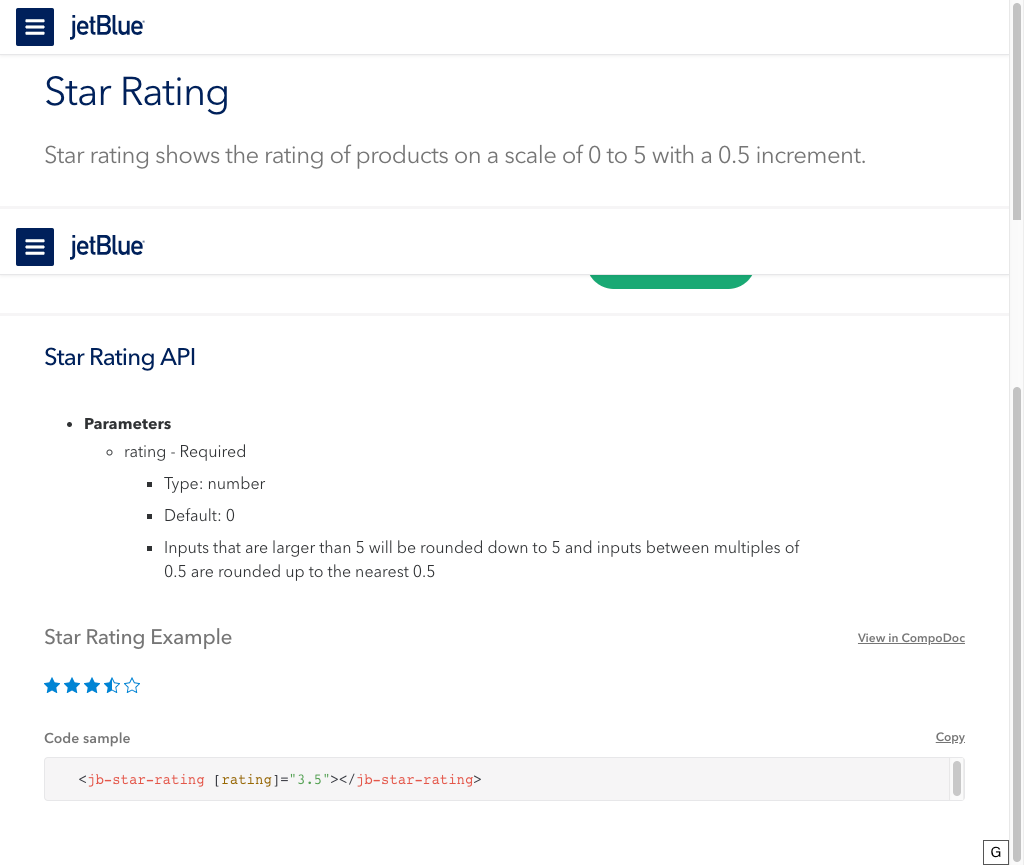 jetBlue
Star Rating
Star rating shows the rating of products on a scale of 0 to 5 with a 0.5 increment.
jetBlue
Star Rating API
Parameters
rating - Required
Type: number
Default: 0
Inputs that are larger than 5 will be rounded down to 5 and inputs between multiples of
0.5 are rounded up to the nearest 0.5
Star Rating Example
View in CompoDoc
Code sample
Copy
<jb-star-rating [rating]="3.5"></jb-star-rating>
G